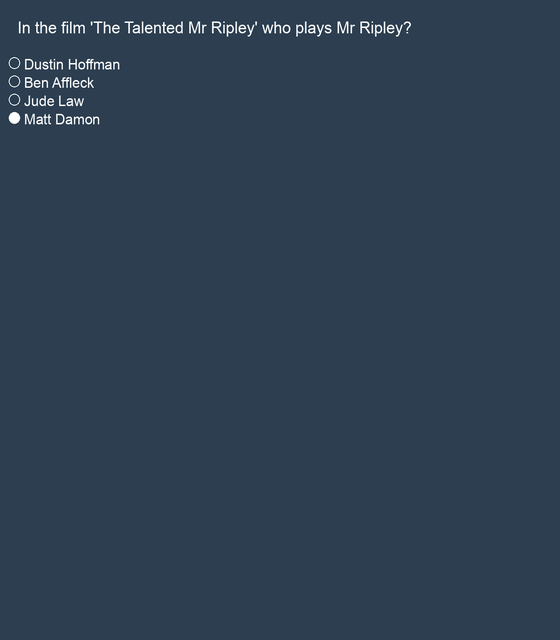 In the film 'The Talented Mr Ripley' who plays Mr Ripley?
Dustin Hoffman
Ben Affleck
Jude Law
Matt Damon